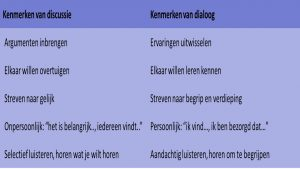 Kenmerken van discussie Kenmerken van dialoog
Argumenten inbrengen Ervaringen uitwisselen
Elkaar willen overtuigen Elkaar willen leren kennen
Streven naar gelijk Streven naar begrip en verdieping
Onpersoonlijk: “het is belangrijk..., iedereen vindt..” Persoonlijk: “ik vind..., ik ben bezorgd dat...”
Selectief luisteren, horen wat je wilt horen Aandachtig luisteren, horen om te begrijpen